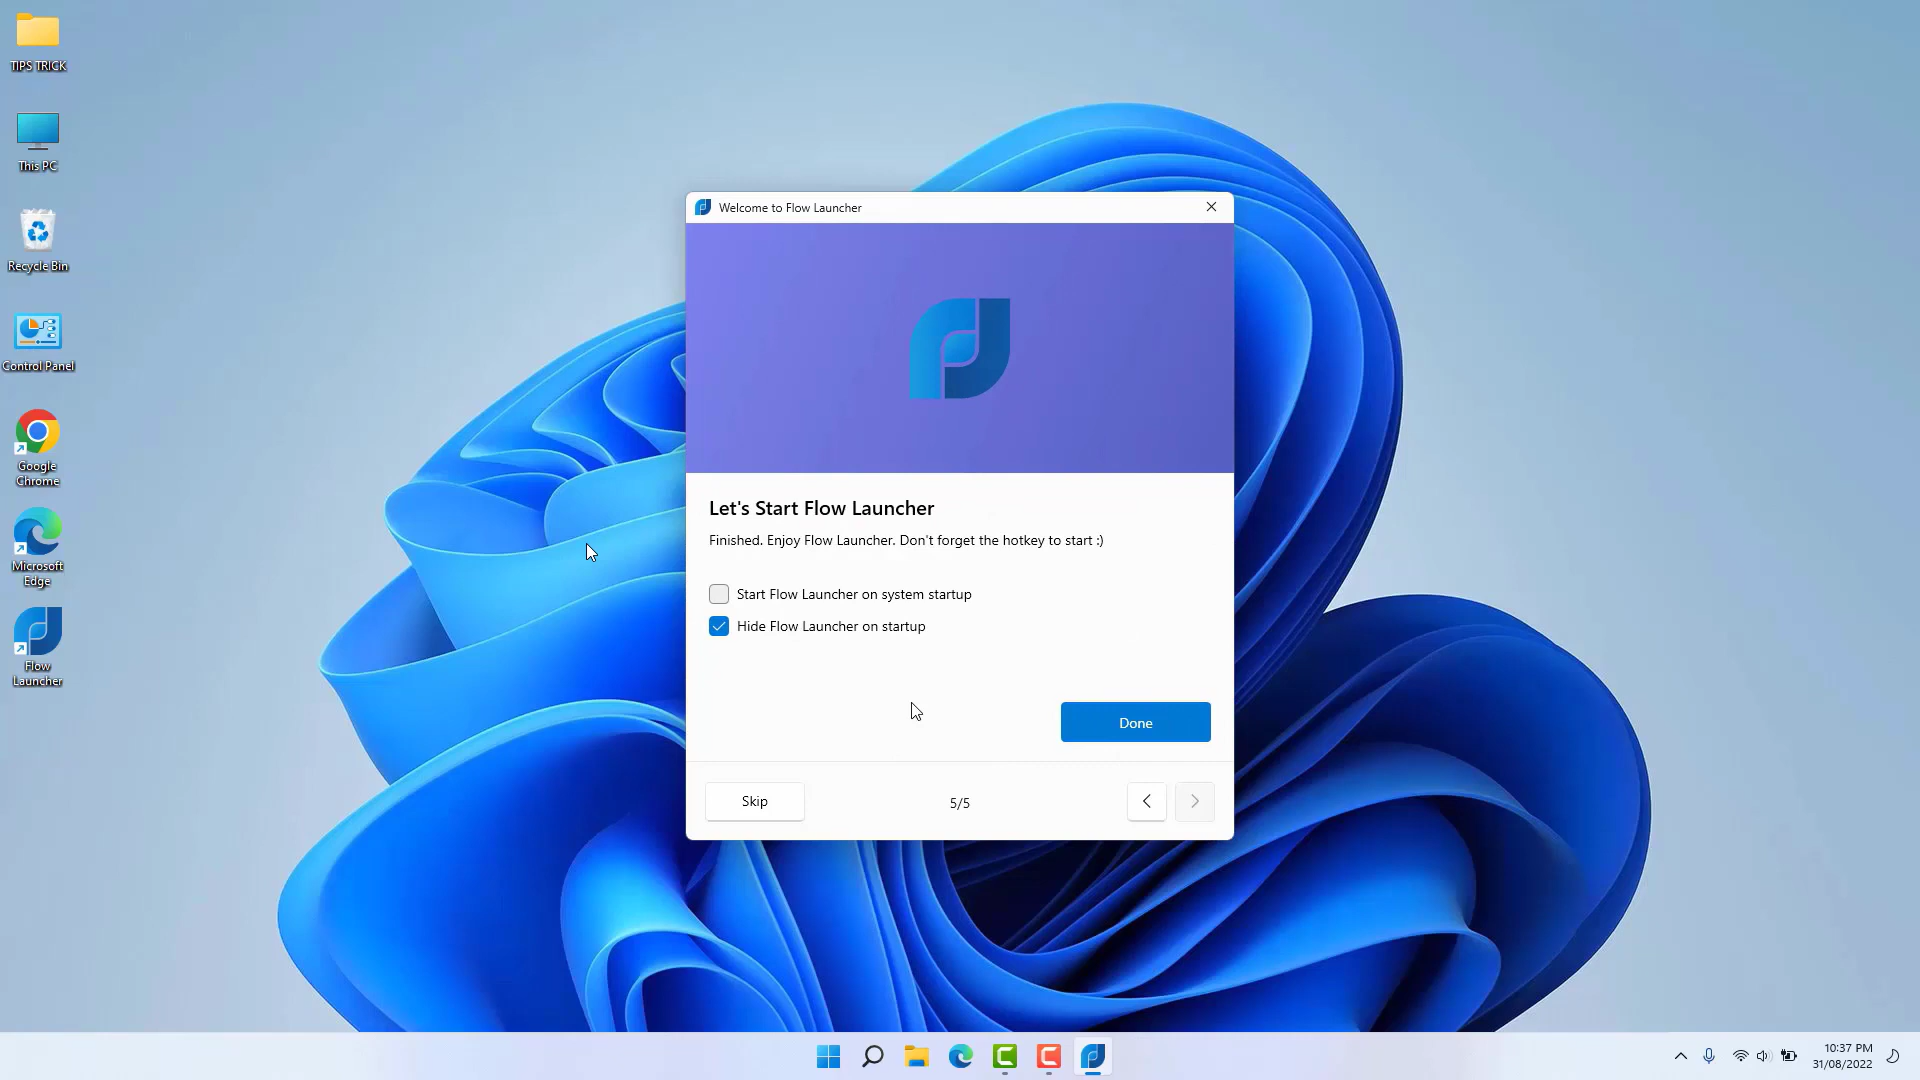 TIPS TRICK
This PC
Recycle Bin
Control Panel
Google
Chrome
Microsoft
Edge
Flow
Launcher
Welcome to Flow Launcher
Let's Start Flow Launcher
Finished. Enjoy Flow Launcher. Don't forget the hotkey to start :)
Start Flow Launcher on system startup
Hide Flow Launcher on startup
Done
Skip
5/5
10:37 PM
31/08/2022